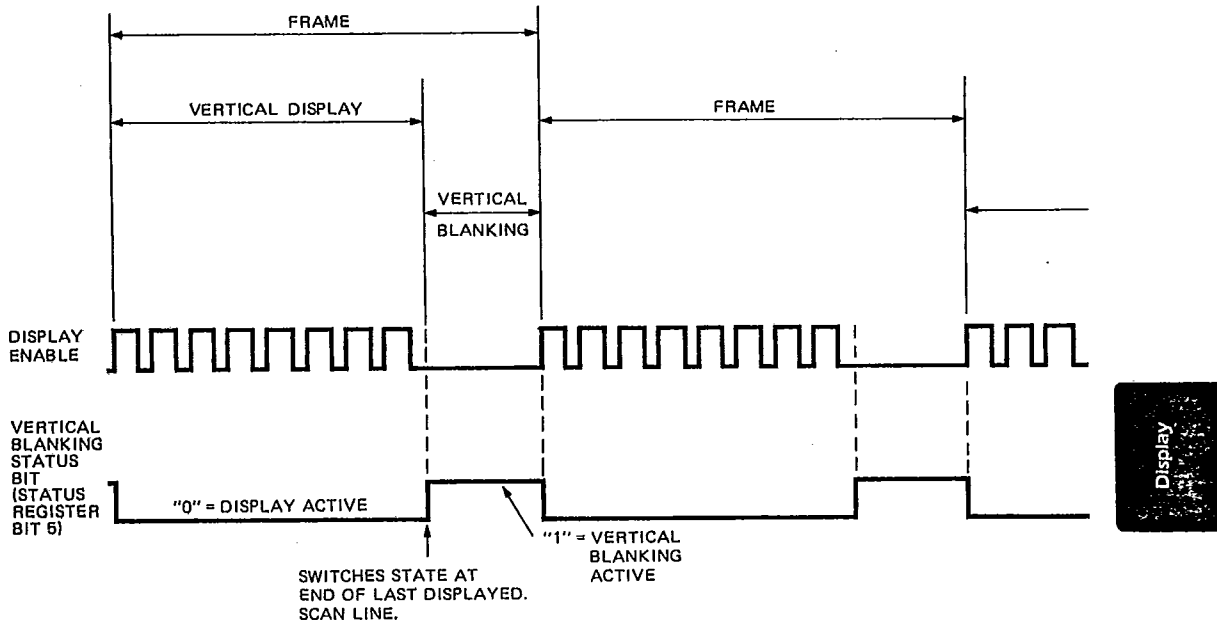 FRAME
VERTICAL DISPLAY
FRAME
VERTICAL
BLANKING
DISPLAY
ENABLE
VERTICAL
BLANKING
STATUS
BIT
(STATUS
REGISTER
BIT 5)
"0" = DISPLAY ACTIVE
"1" = VERTICAL
BLANKING
ACTIVE
SWITCHES STATE AT
END OF LAST DISPLAYED.
SCAN LINE.
Display